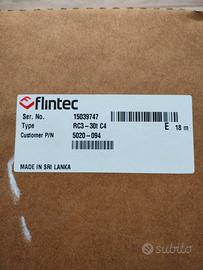 flintec
Ser. No. 15039747
Type RC3-30t C4 E 18 m
Customer P/N 5020-094
MADE IN SRI LANKA
subito